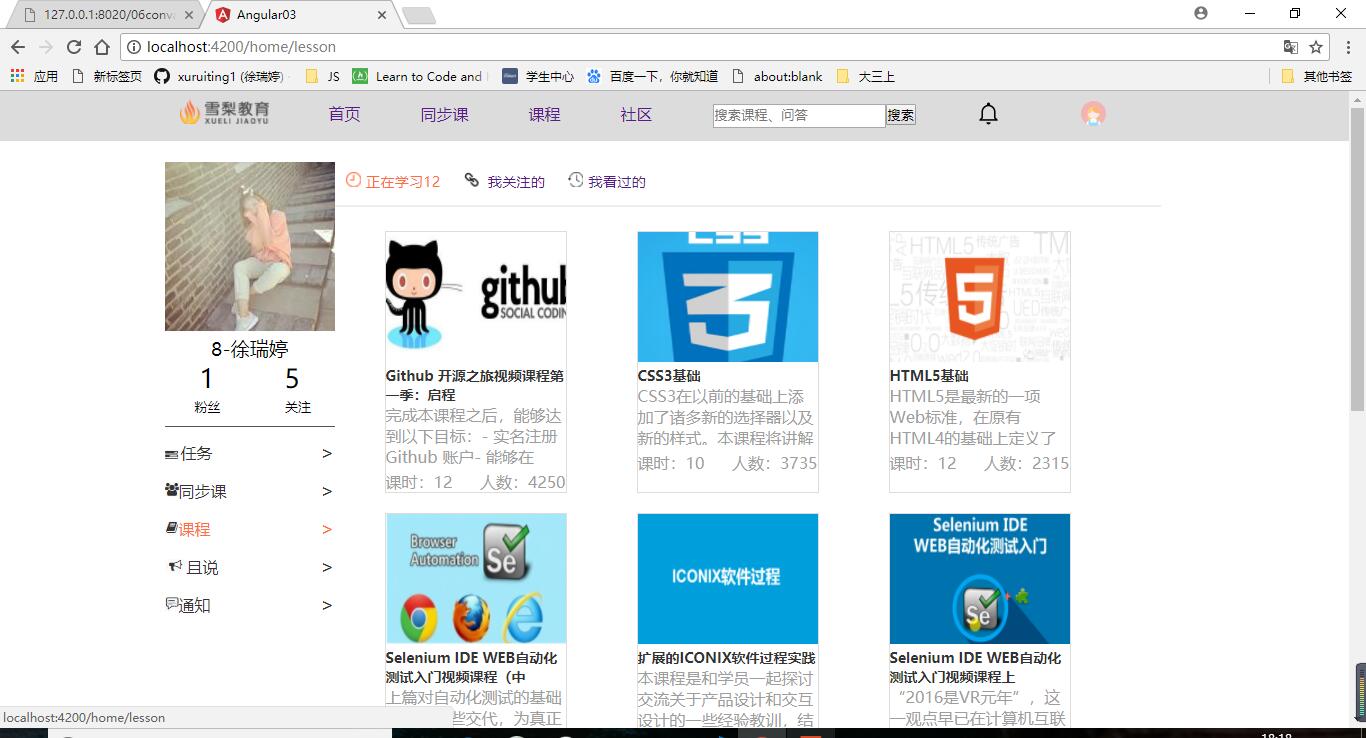 127.0.0.1:8020/06conv
Angular03
localhost:4200/home/lesson
应用
新标签页
xuruiting1 (徐瑞婷)
JS
Learn to Code and
学生中心
百度一下，你就知道
about:blank
大三上
其他书签
雪梨教育
XUELI JIAOYU
首页
同步课
课程
社区
搜索课程、问答
搜索
正在学习12
我关注的
我看过的
8-徐瑞婷
1
5
粉丝
关注
任务 >
同步课 >
课程 >
且说 >
通知 >
github
SOCIAL CODIN
Github 开源之旅视频课程第
一季：启程
完成本课程之后，能够达
到以下目标：- 实名注册
Github 账户- 能够在
课时：12 人数：4250
CSS
3
CSS3基础
CSS3在以前的基础上添
加了诸多新的选择器以及
新的样式。本课程将讲解
课时：10 人数：3735
HTML5 传统广告 TM
5
HTML5基础
HTML5是最新的一项
Web标准，在原有
HTML4的基础上定义了
课时：12 人数：2315
Browser
Automation
Se
Selenium IDE WEB自动化
测试入门视频课程（中
上篇对自动化测试的基础
些交代，为真正
ICONIX软件过程
扩展的ICONIX软件过程实践
本课程是和学员一起探讨
交流关于产品设计和交互
设计的一些经验教训，结
Selenium IDE
WEB自动化测试入门
Se
Selenium IDE WEB自动化
测试入门视频课程上
“2016是VR元年”，这
一观点早已在计算机互联
localhost:4200/home/lesson
18:18